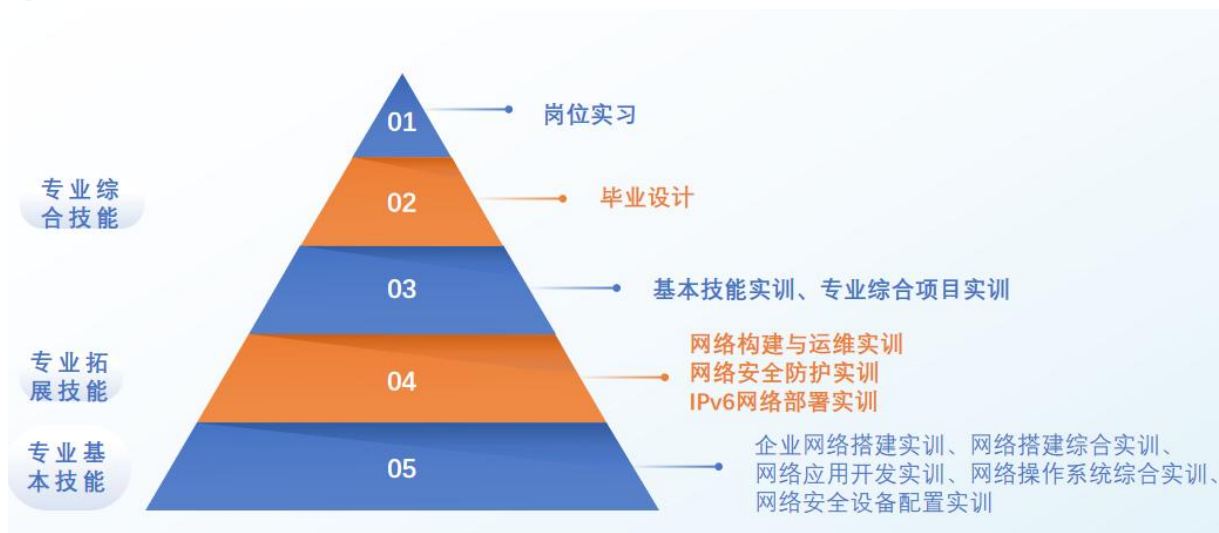 01
岗位实习
专业综
合技能
02
毕业设计
03
基本技能实训、专业综合项目实训
专业拓
展技能
04
网络构建与运维实训
网络安全防护实训
IPv6网络部署实训
专业基
本技能
05
企业网络搭建实训、网络搭建综合实训、
网络应用开发实训、网络操作系统综合实训、
网络安全设备配置实训